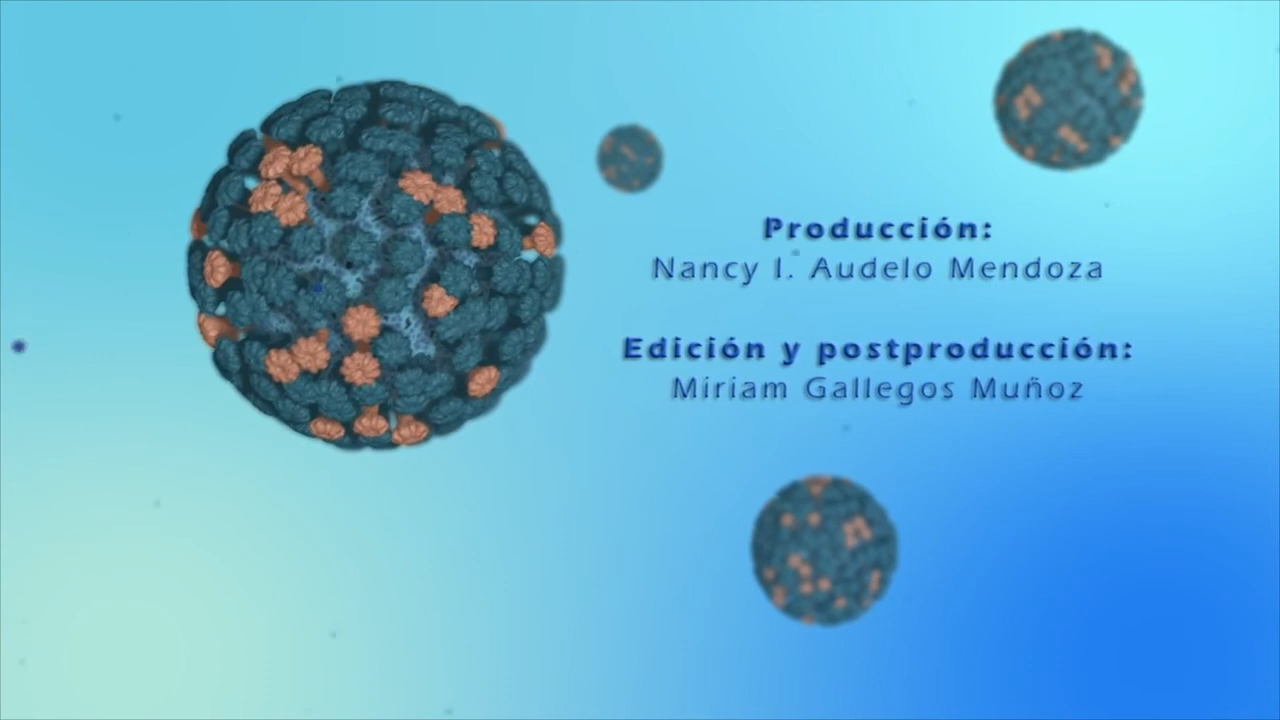 Producción:
Nancy I. Audelo Mendoza
Edición y postproducción:
Miriam Gallegos Muñoz